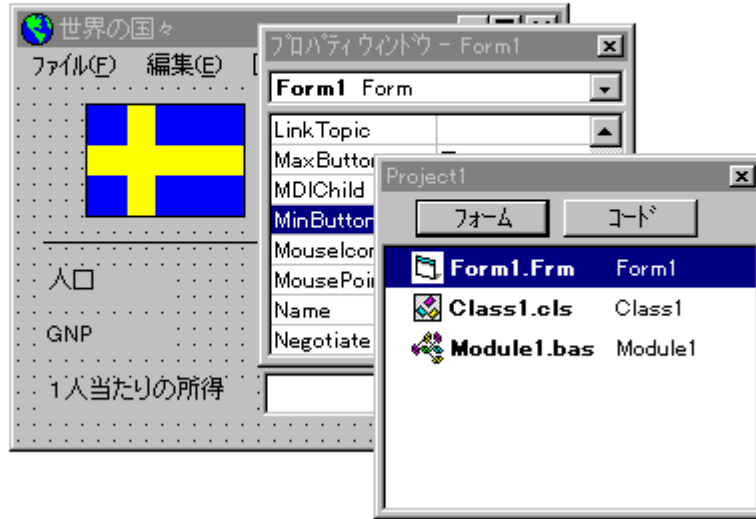 世界の国々
ファイル(F) 編集(E)
人口
GNP
1人当たりの所得
プロパティ ウィンドウ - Form1
Form1 Form
LinkTopic
MaxButton
MDIChild
MinButton
MouseIcon
MousePoi
Name
Negotiate
Project1
フォーム コード
Form1.Frm Form1
Class1.cls Class1
Module1.bas Module1